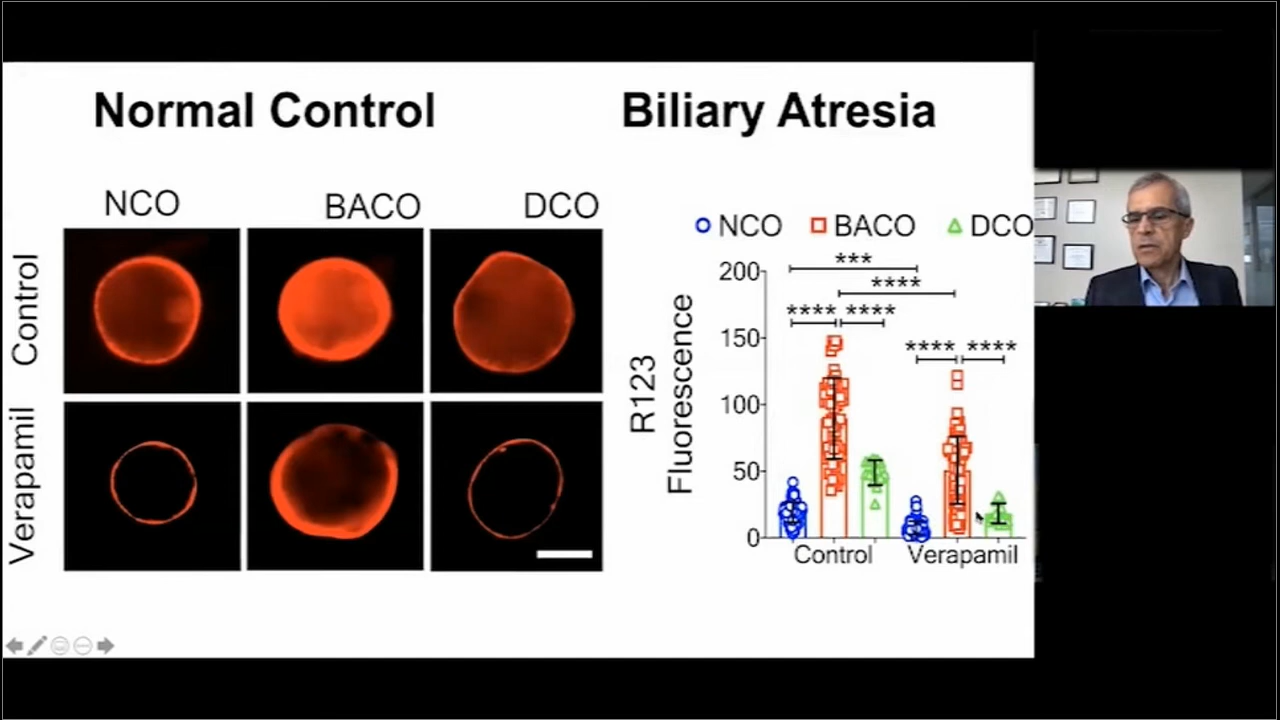 Normal Control
Biliary Atresia
NCO
BACO
DCO
Control
Verapamil
NCO
BACO
DCO
R123
Fluorescence
200
150
100
50
0
***
****
**** ****
**** ****
Control
Verapamil